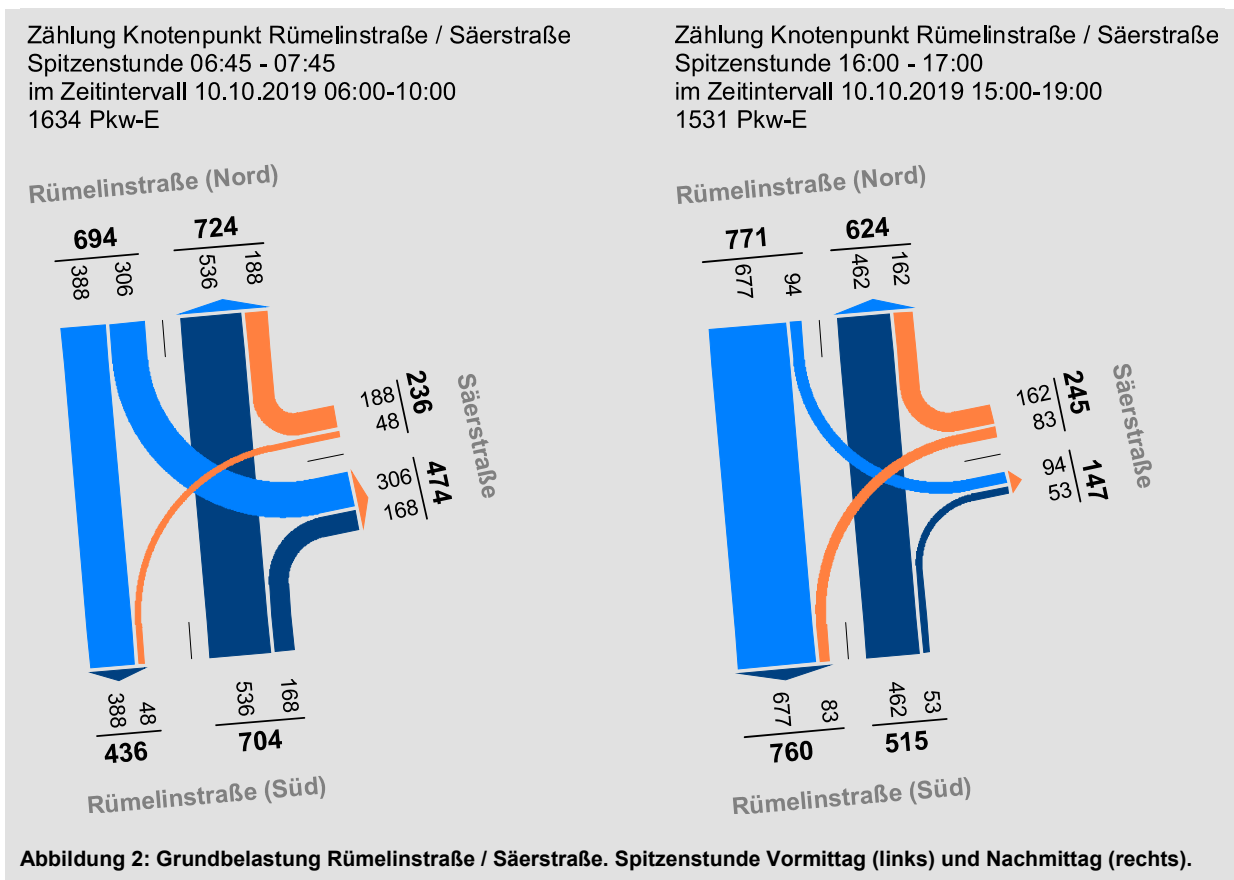 Zählung Knotenpunkt Rümelinstraße / Säerstraße
Spitzenstunde 06:45 - 07:45
im Zeitintervall 10.10.2019 06:00-10:00
1634 Pkw-E
Rümelinstraße (Nord)
694
724
388
306
536
188
188
48
236
306
168
474
Säerstraße
388
48
536
168
436
704
Rümelinstraße (Süd)
Zählung Knotenpunkt Rümelinstraße / Säerstraße
Spitzenstunde 16:00 - 17:00
im Zeitintervall 10.10.2019 15:00-19:00
1531 Pkw-E
Rümelinstraße (Nord)
771
624
677
94
462
162
162
83
245
94
53
147
Säerstraße
677
83
462
53
760
515
Rümelinstraße (Süd)
Abbildung 2: Grundbelastung Rümelinstraße / Säerstraße. Spitzenstunde Vormittag (links) und Nachmittag (rechts).